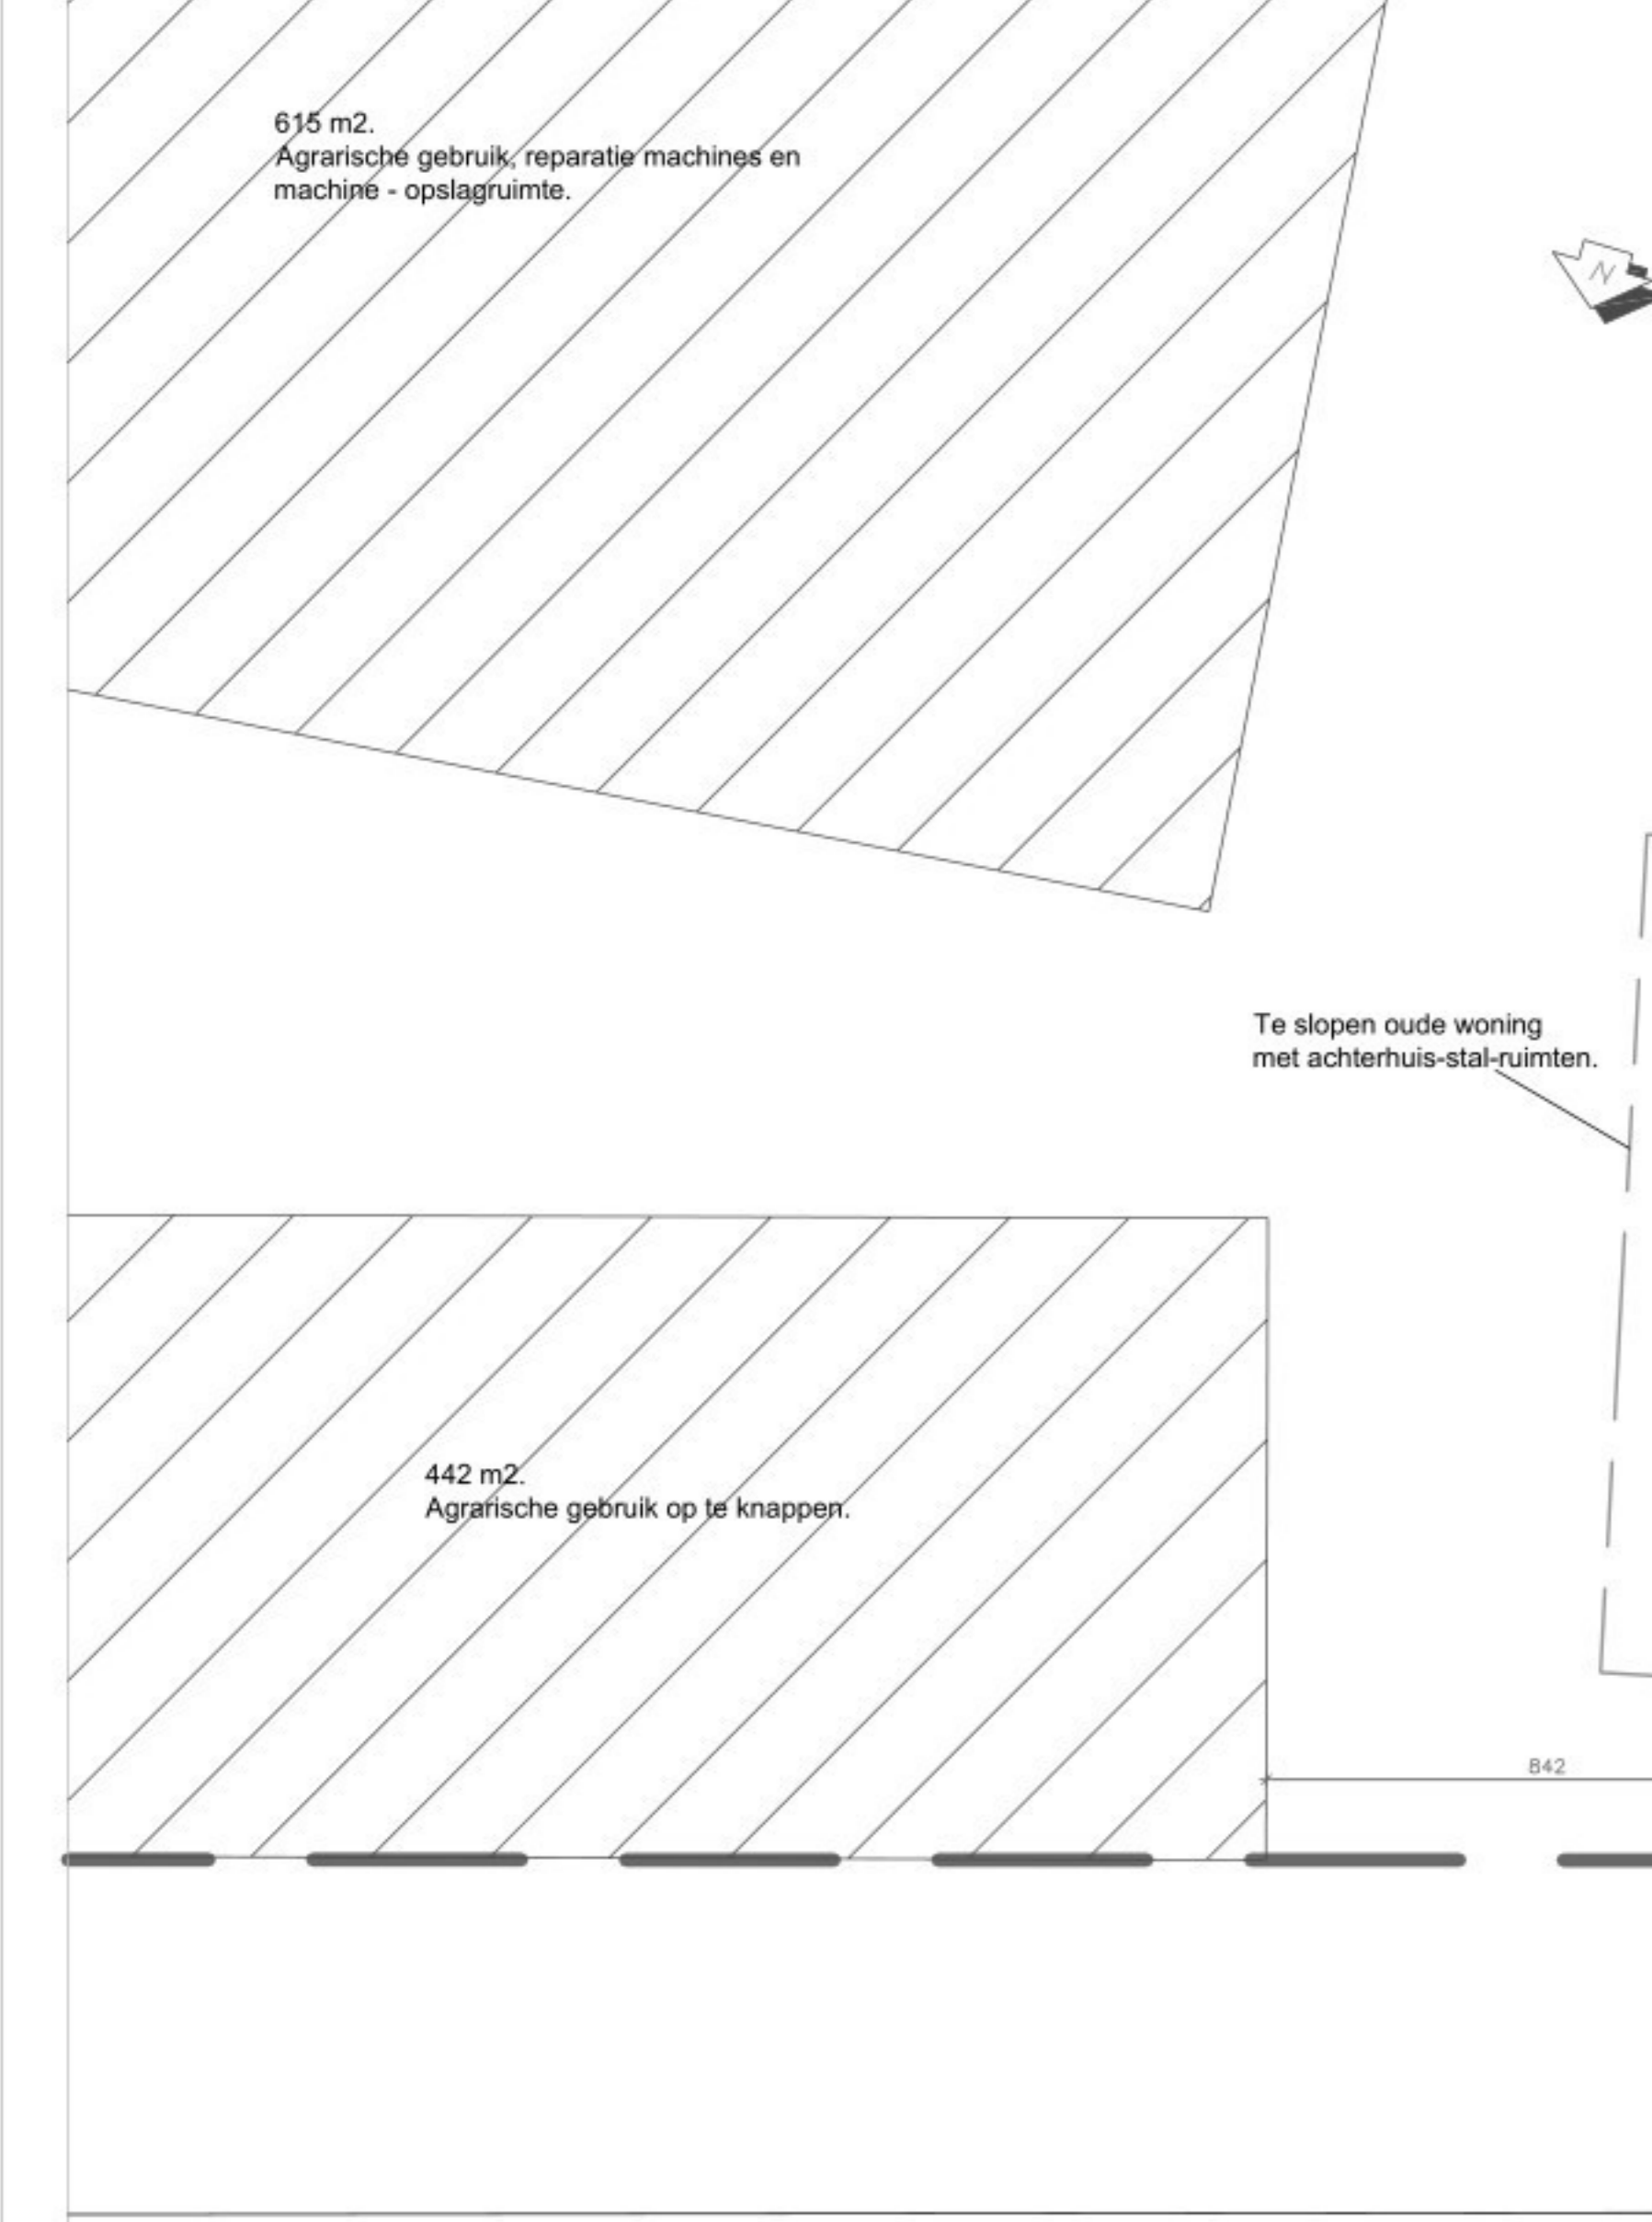 615 m2.
Agrarische gebruik, reparatie machines en
machine - opslagruimte.
N
Te slopen oude woning
met achterhuis-stal-ruimten.
442 m2.
Agrarische gebruik op te knappen.
842